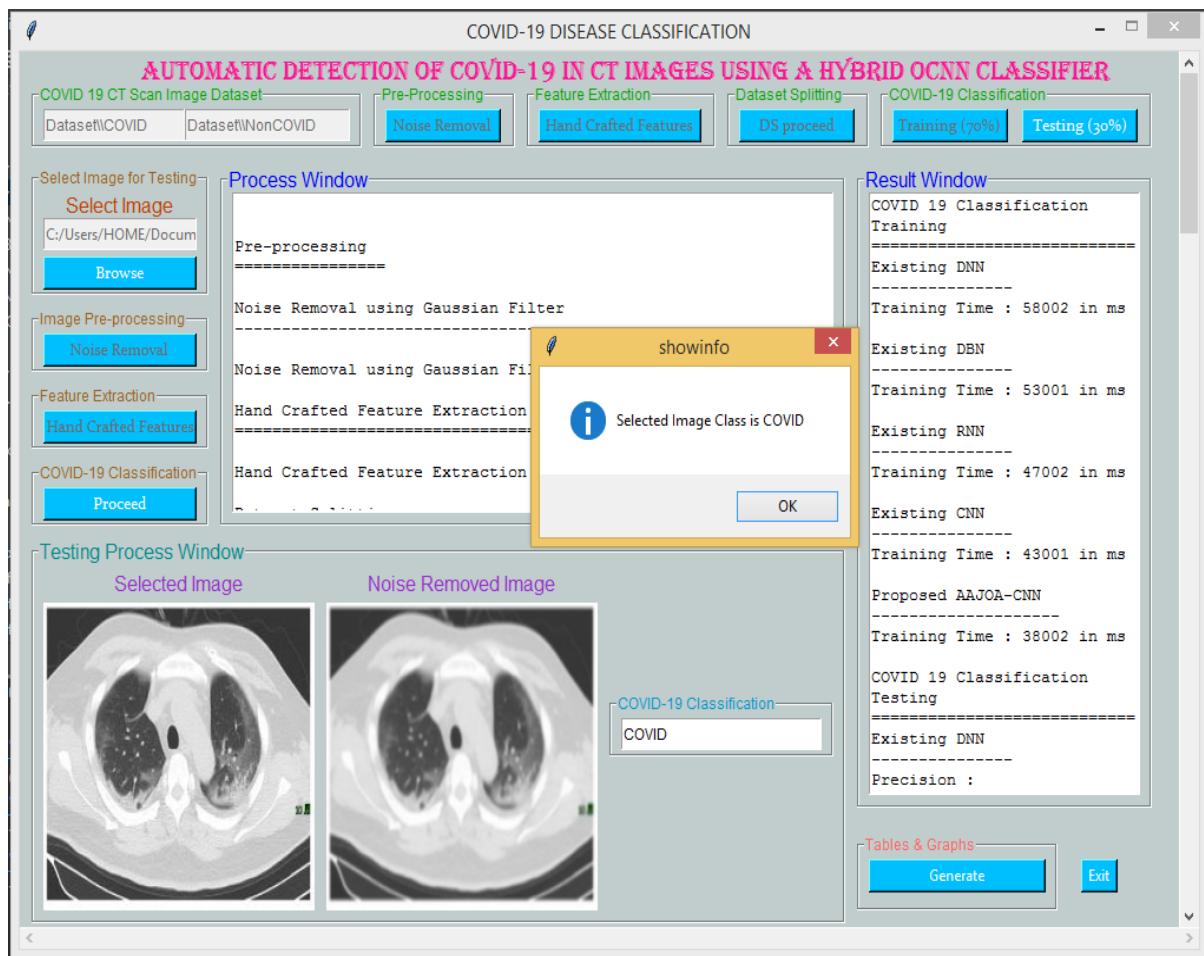 COVID-19 DISEASE CLASSIFICATION
AUTOMATIC DETECTION OF COVID-19 IN CT IMAGES USING A HYBRID OCNN CLASSIFIER
COVID 19 CT Scan Image Dataset
Dataset\\COVID
Dataset\\NonCOVID
Pre-Processing
Noise Removal
Feature Extraction
Hand Crafted Features
Dataset Splitting
DS proceed
COVID-19 Classification
Training (70%)
Testing (30%)
Select Image for Testing
Select Image
C:/Users/HOME/Docum
Browse
Image Pre-processing
Noise Removal
Feature Extraction
Hand Crafted Features
COVID-19 Classification
Proceed
Process Window
Pre-processing
================
Noise Removal using Gaussian Filter
-----------------------------------
Noise Removal using Gaussian Fil
Hand Crafted Feature Extraction
================================
Hand Crafted Feature Extraction
showinfo
Selected Image Class is COVID
OK
Result Window
COVID 19 Classification
Training
============================
Existing DNN
---------------
Training Time : 58002 in ms
Existing DBN
---------------
Training Time : 53001 in ms
Existing RNN
---------------
Training Time : 47002 in ms
Existing CNN
---------------
Training Time : 43001 in ms
Proposed AAJOA-CNN
--------------------
Training Time : 38002 in ms
COVID 19 Classification
Testing
============================
Existing DNN
---------------
Precision :
Testing Process Window
Selected Image
Noise Removed Image
COVID-19 Classification
COVID
Tables & Graphs
Generate
Exit